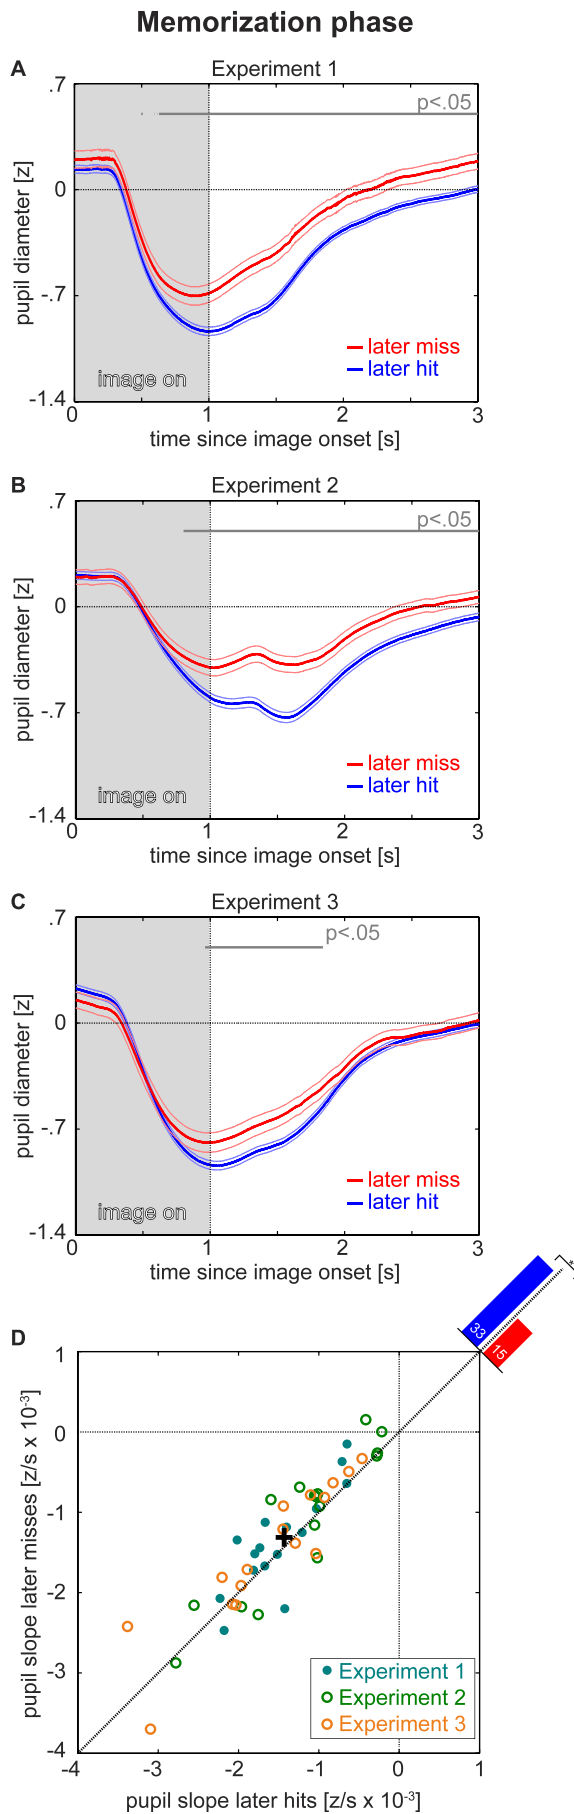 Memorization phase
A
Experiment 1
.7
p<.05
0
-.7
-1.4
pupil diameter [z]
later miss
later hit
image on
0 1 2 3
time since image onset [s]
B
Experiment 2
.7
p<.05
0
-.7
-1.4
pupil diameter [z]
later miss
later hit
image on
0 1 2 3
time since image onset [s]
C
Experiment 3
.7
p<.05
0
-.7
-1.4
pupil diameter [z]
later miss
later hit
image on
0 1 2 3
time since image onset [s]
D
33
15
*
1
0
-1
-2
-3
-4
pupil slope later misses [z/s x 10⁻³]
Experiment 1
Experiment 2
Experiment 3
-4 -3 -2 -1 0 1
pupil slope later hits [z/s x 10⁻³]